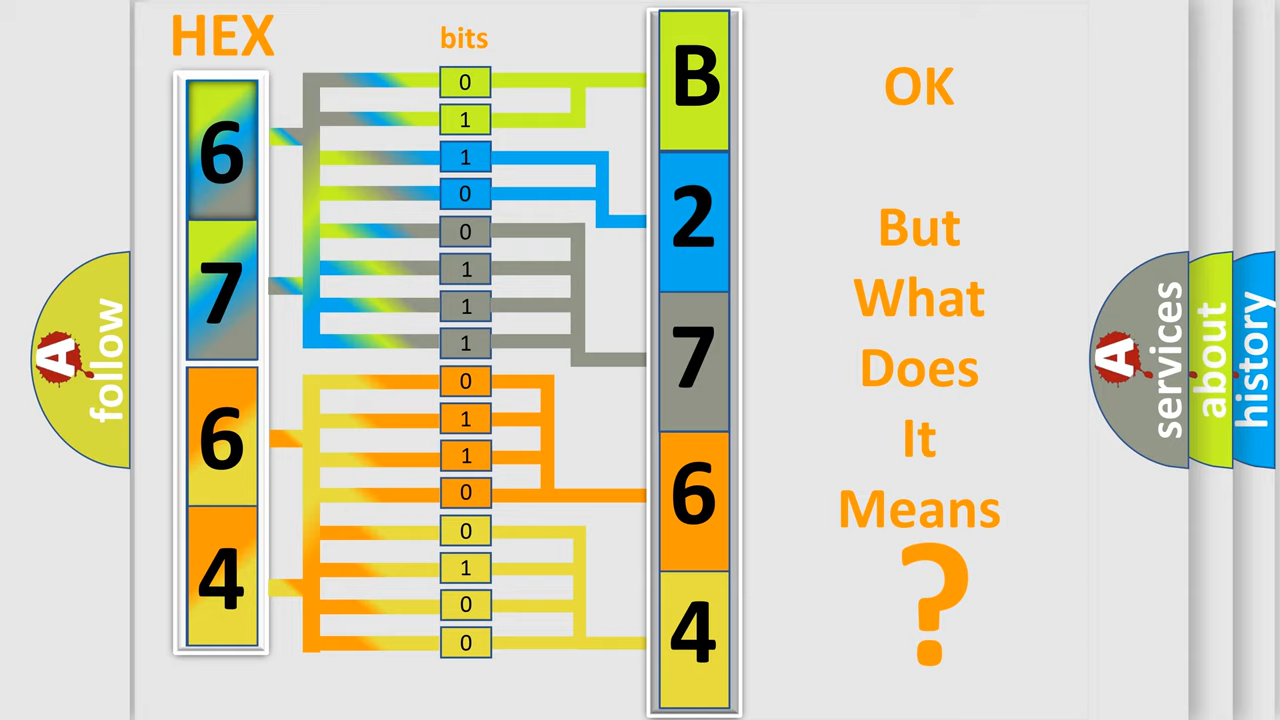 HEX
bits
6
7
6
4
0
1
1
0
0
1
1
1
0
1
1
0
0
1
0
0
B
2
7
6
4
OK
But
What
Does
It
Means
?
A
follow
A
services
about
history